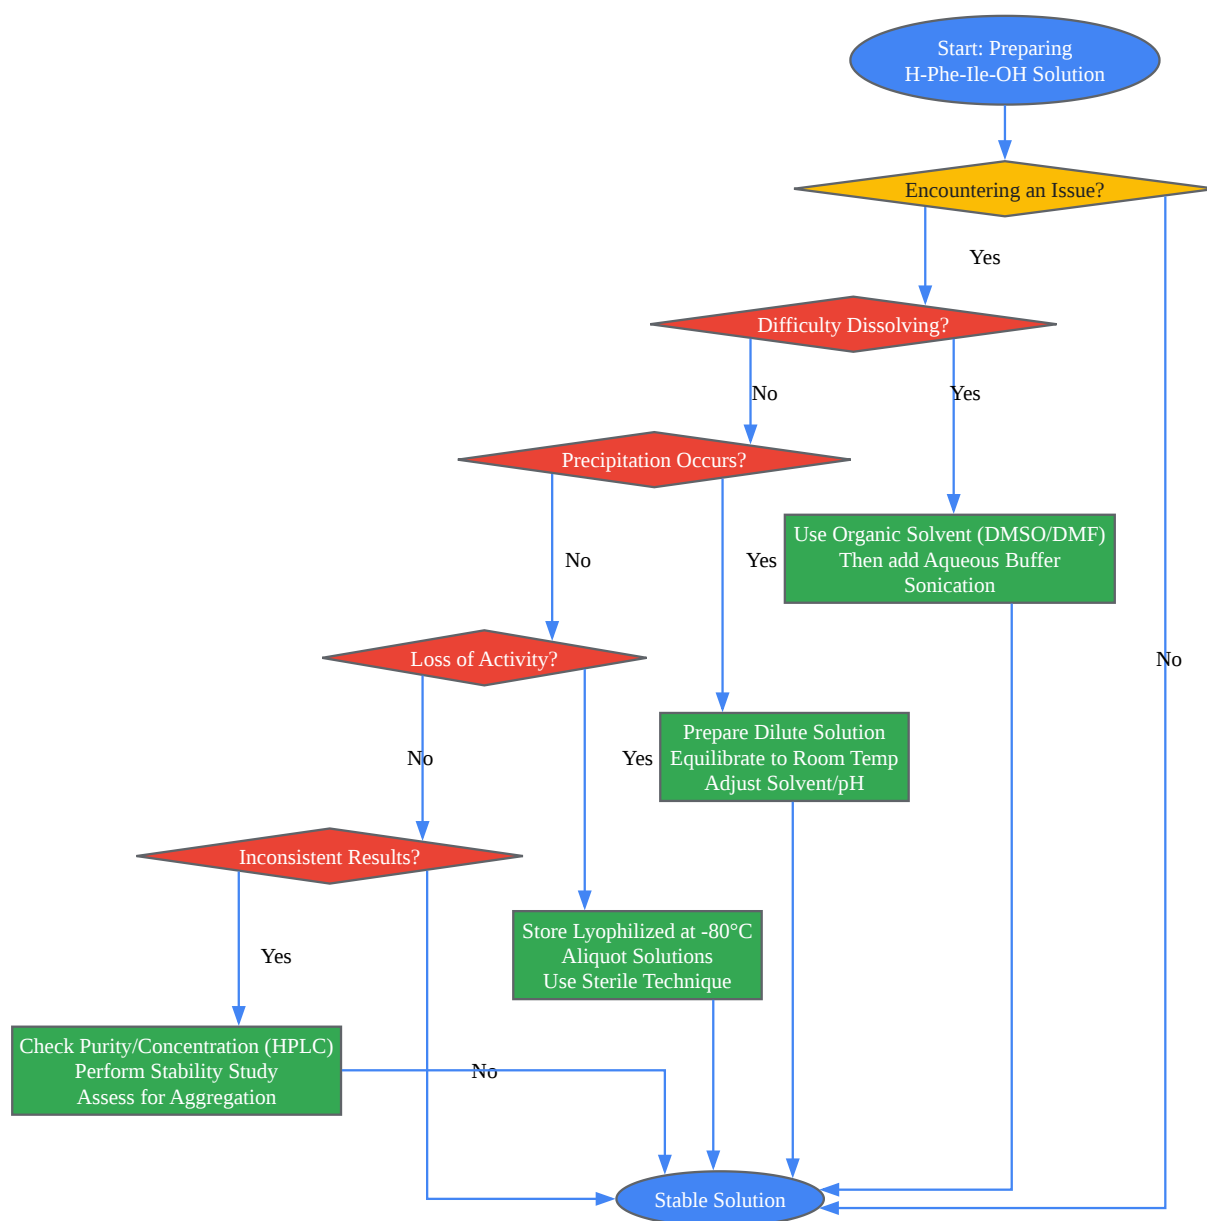 Start: Preparing
H-Phe-Ile-OH Solution
Encountering an Issue?
Yes
Difficulty Dissolving?
No
Yes
Precipitation Occurs?
Use Organic Solvent (DMSO/DMF)
Then add Aqueous Buffer
Sonication
No
Yes
Loss of Activity?
No
Prepare Dilute Solution
Equilibrate to Room Temp
Adjust Solvent/pH
No
Yes
Inconsistent Results?
Store Lyophilized at -80°C
Aliquot Solutions
Use Sterile Technique
Yes
Check Purity/Concentration (HPLC)
Perform Stability Study
Assess for Aggregation
No
Stable Solution